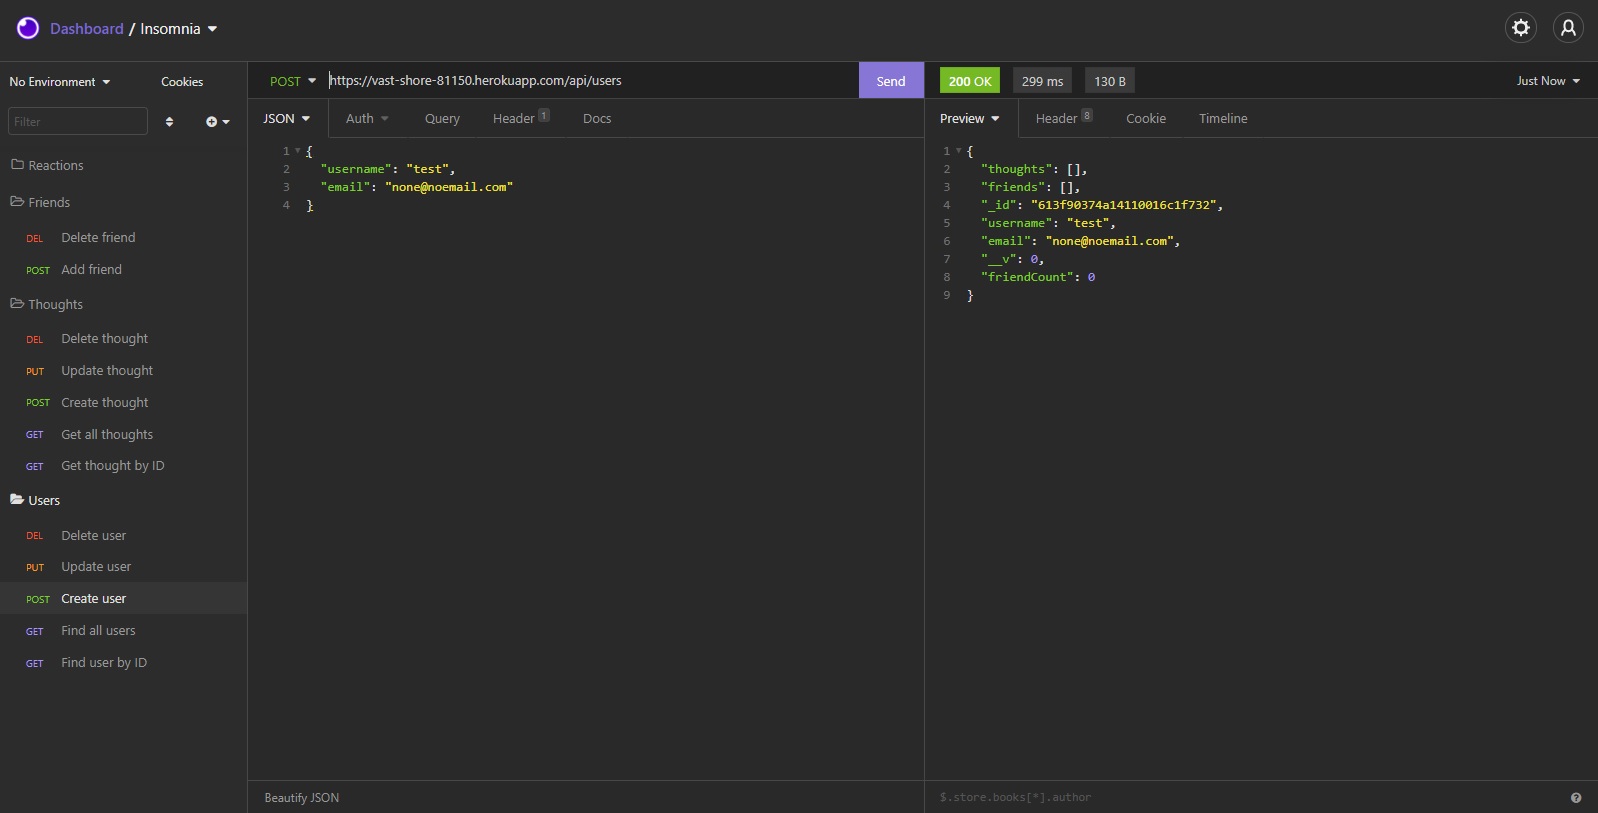 Dashboard / Insomnia
No Environment
Cookies
Filter
Reactions
Friends
DEL Delete friend
POST Add friend
Thoughts
DEL Delete thought
PUT Update thought
POST Create thought
GET Get all thoughts
GET Get thought by ID
Users
DEL Delete user
PUT Update user
POST Create user
GET Find all users
GET Find user by ID
POST https://vast-shore-81150.herokuapp.com/api/users Send
JSON Auth Query Header 1 Docs
1 {
2 "username": "test",
3 "email": "none@noemail.com"
4 }
Beautify JSON
200 OK 299 ms 130 B Just Now
Preview Header 8 Cookie Timeline
1 {
2 "thoughts": [],
3 "friends": [],
4 "_id": "613f90374a14110016c1f732",
5 "username": "test",
6 "email": "none@noemail.com",
7 "__v": 0,
8 "friendCount": 0
9 }
$.store.books[*].author
?